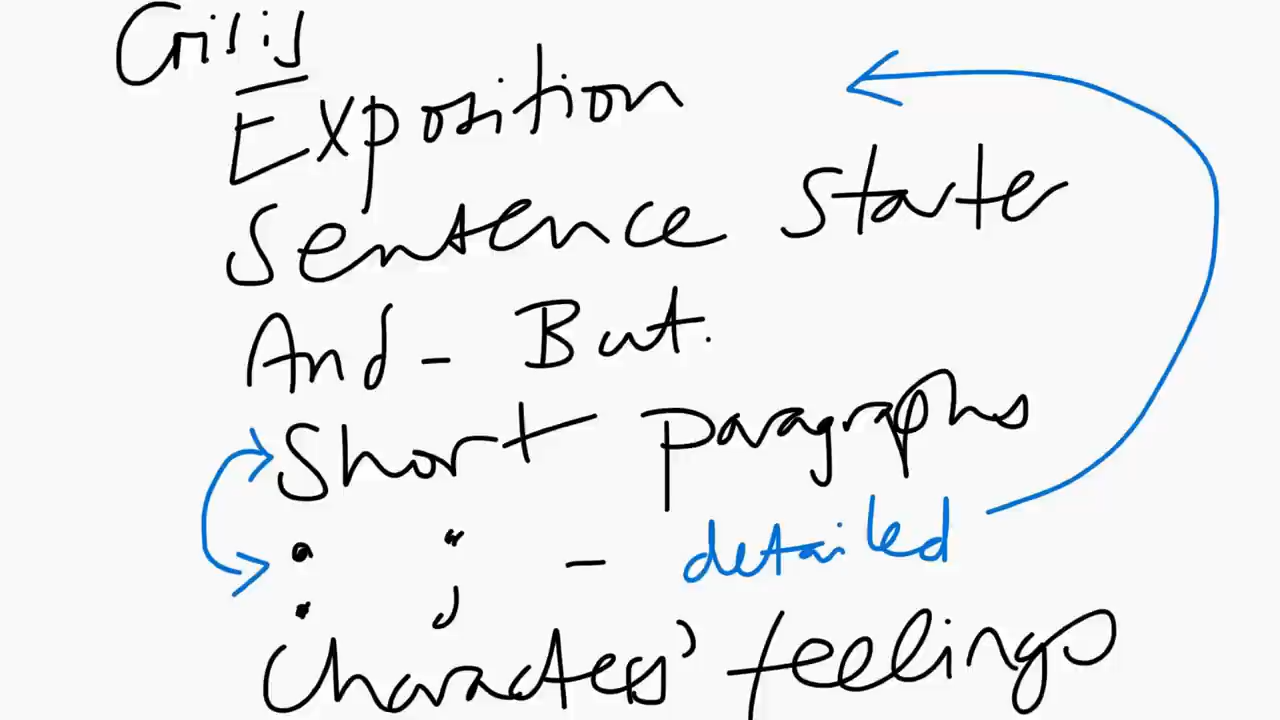 Crisis
Exposition
Sentence starter
And - But.
Short paragraphs
" " - detailed
Characters' feelings